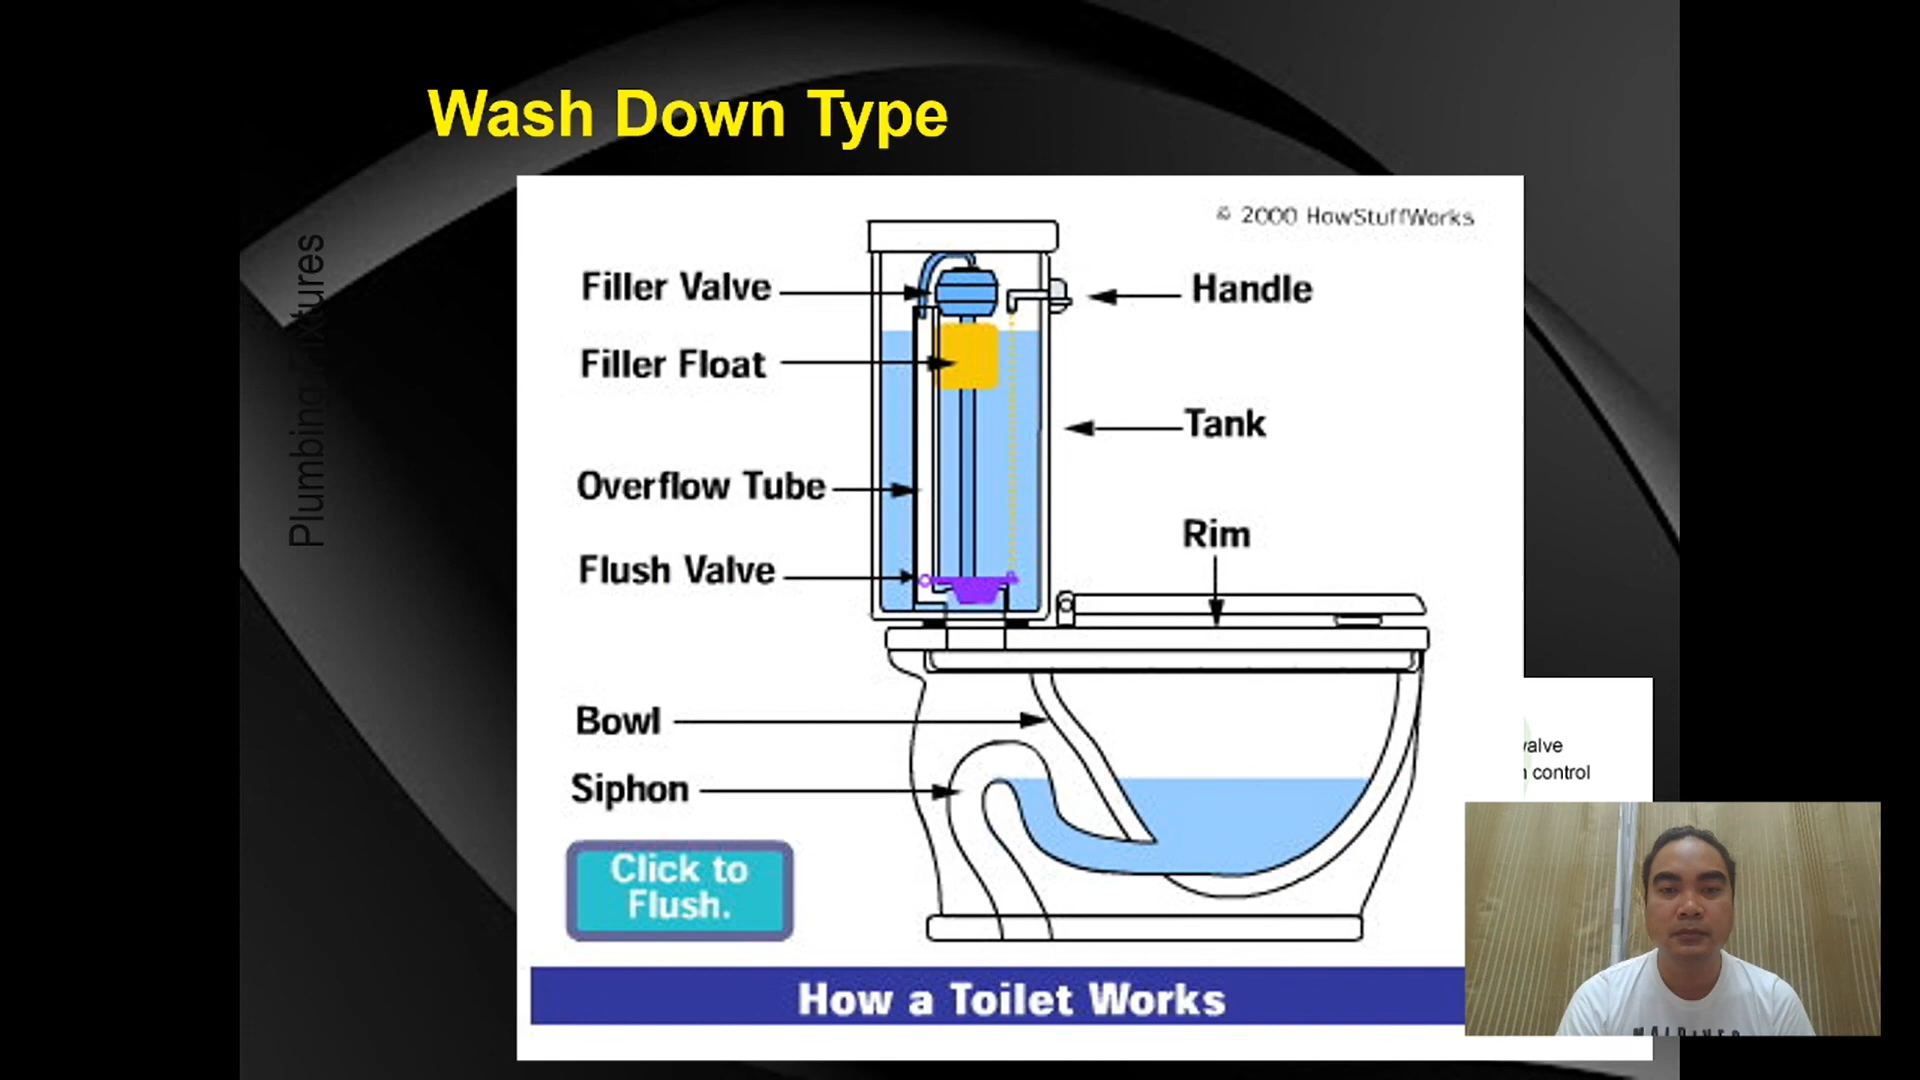 Wash Down Type
Plumbing Fixtures
© 2000 HowStuffWorks
Filler Valve
Handle
Filler Float
Tank
Overflow Tube
Rim
Flush Valve
Bowl
valve
control
Siphon
Click to
Flush.
How a Toilet Works